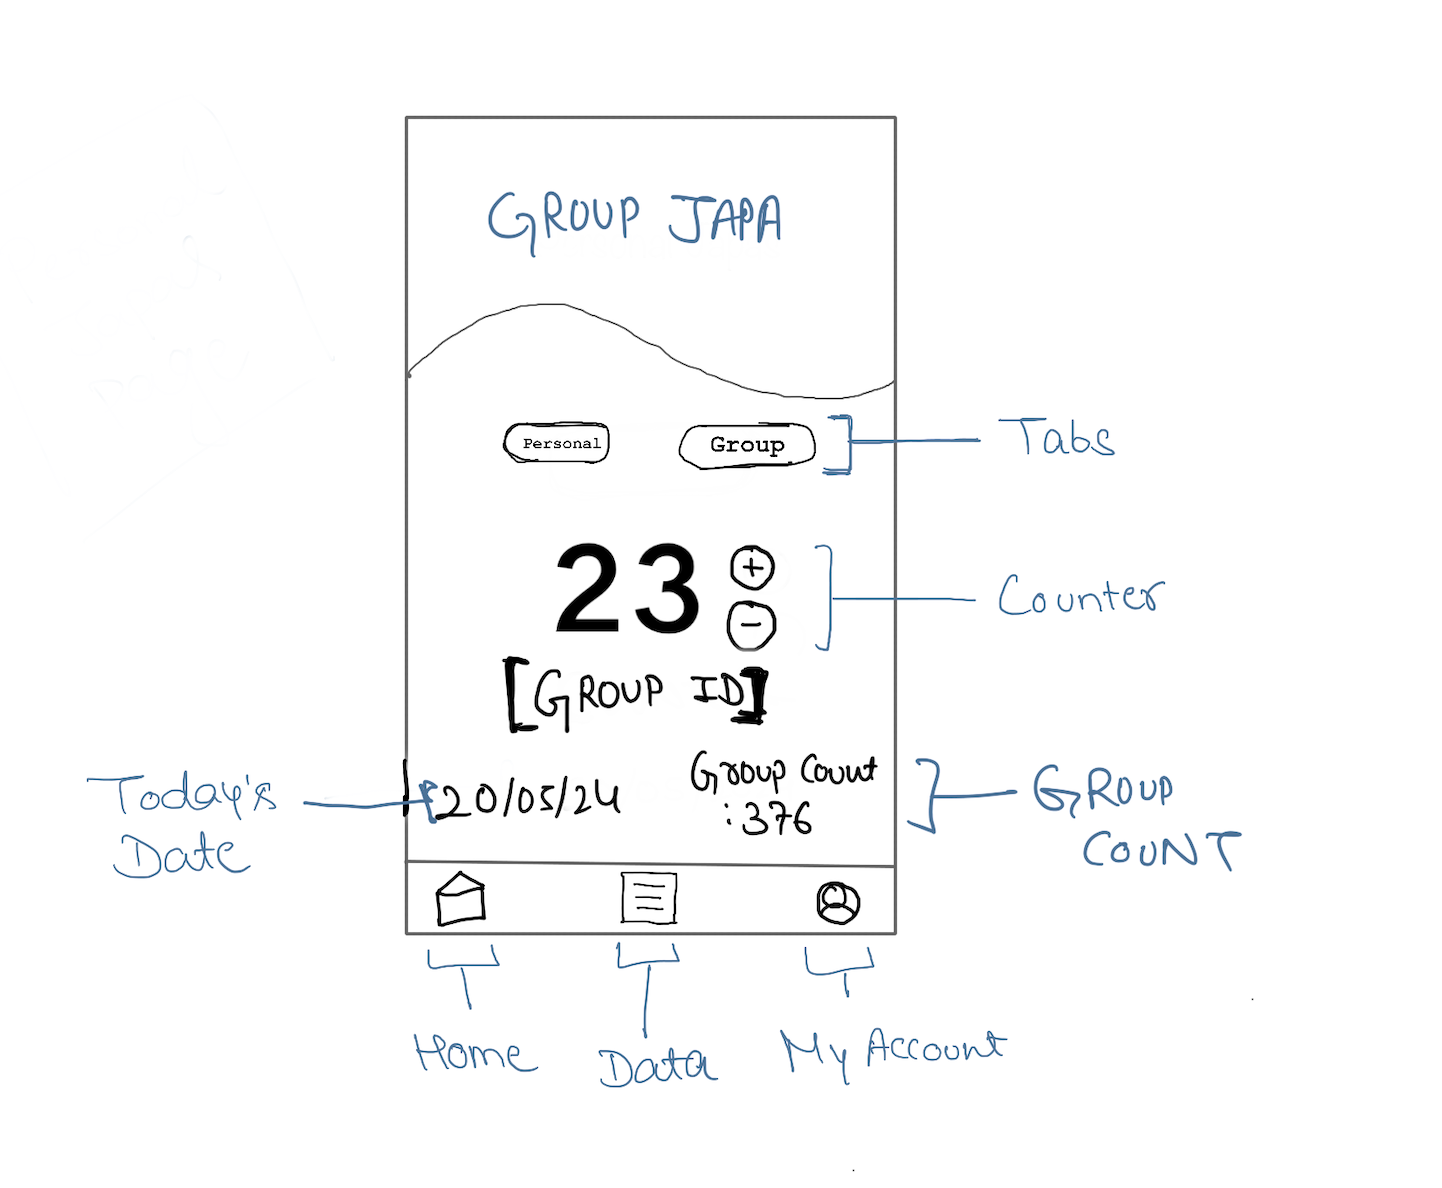 GROUP JAPA
Personal
Group
Tabs
23
+
-
Counter
[GROUP ID]
Today's
Date
20/05/24
Group Count
:376
GROUP
COUNT
Home
Data
My Account